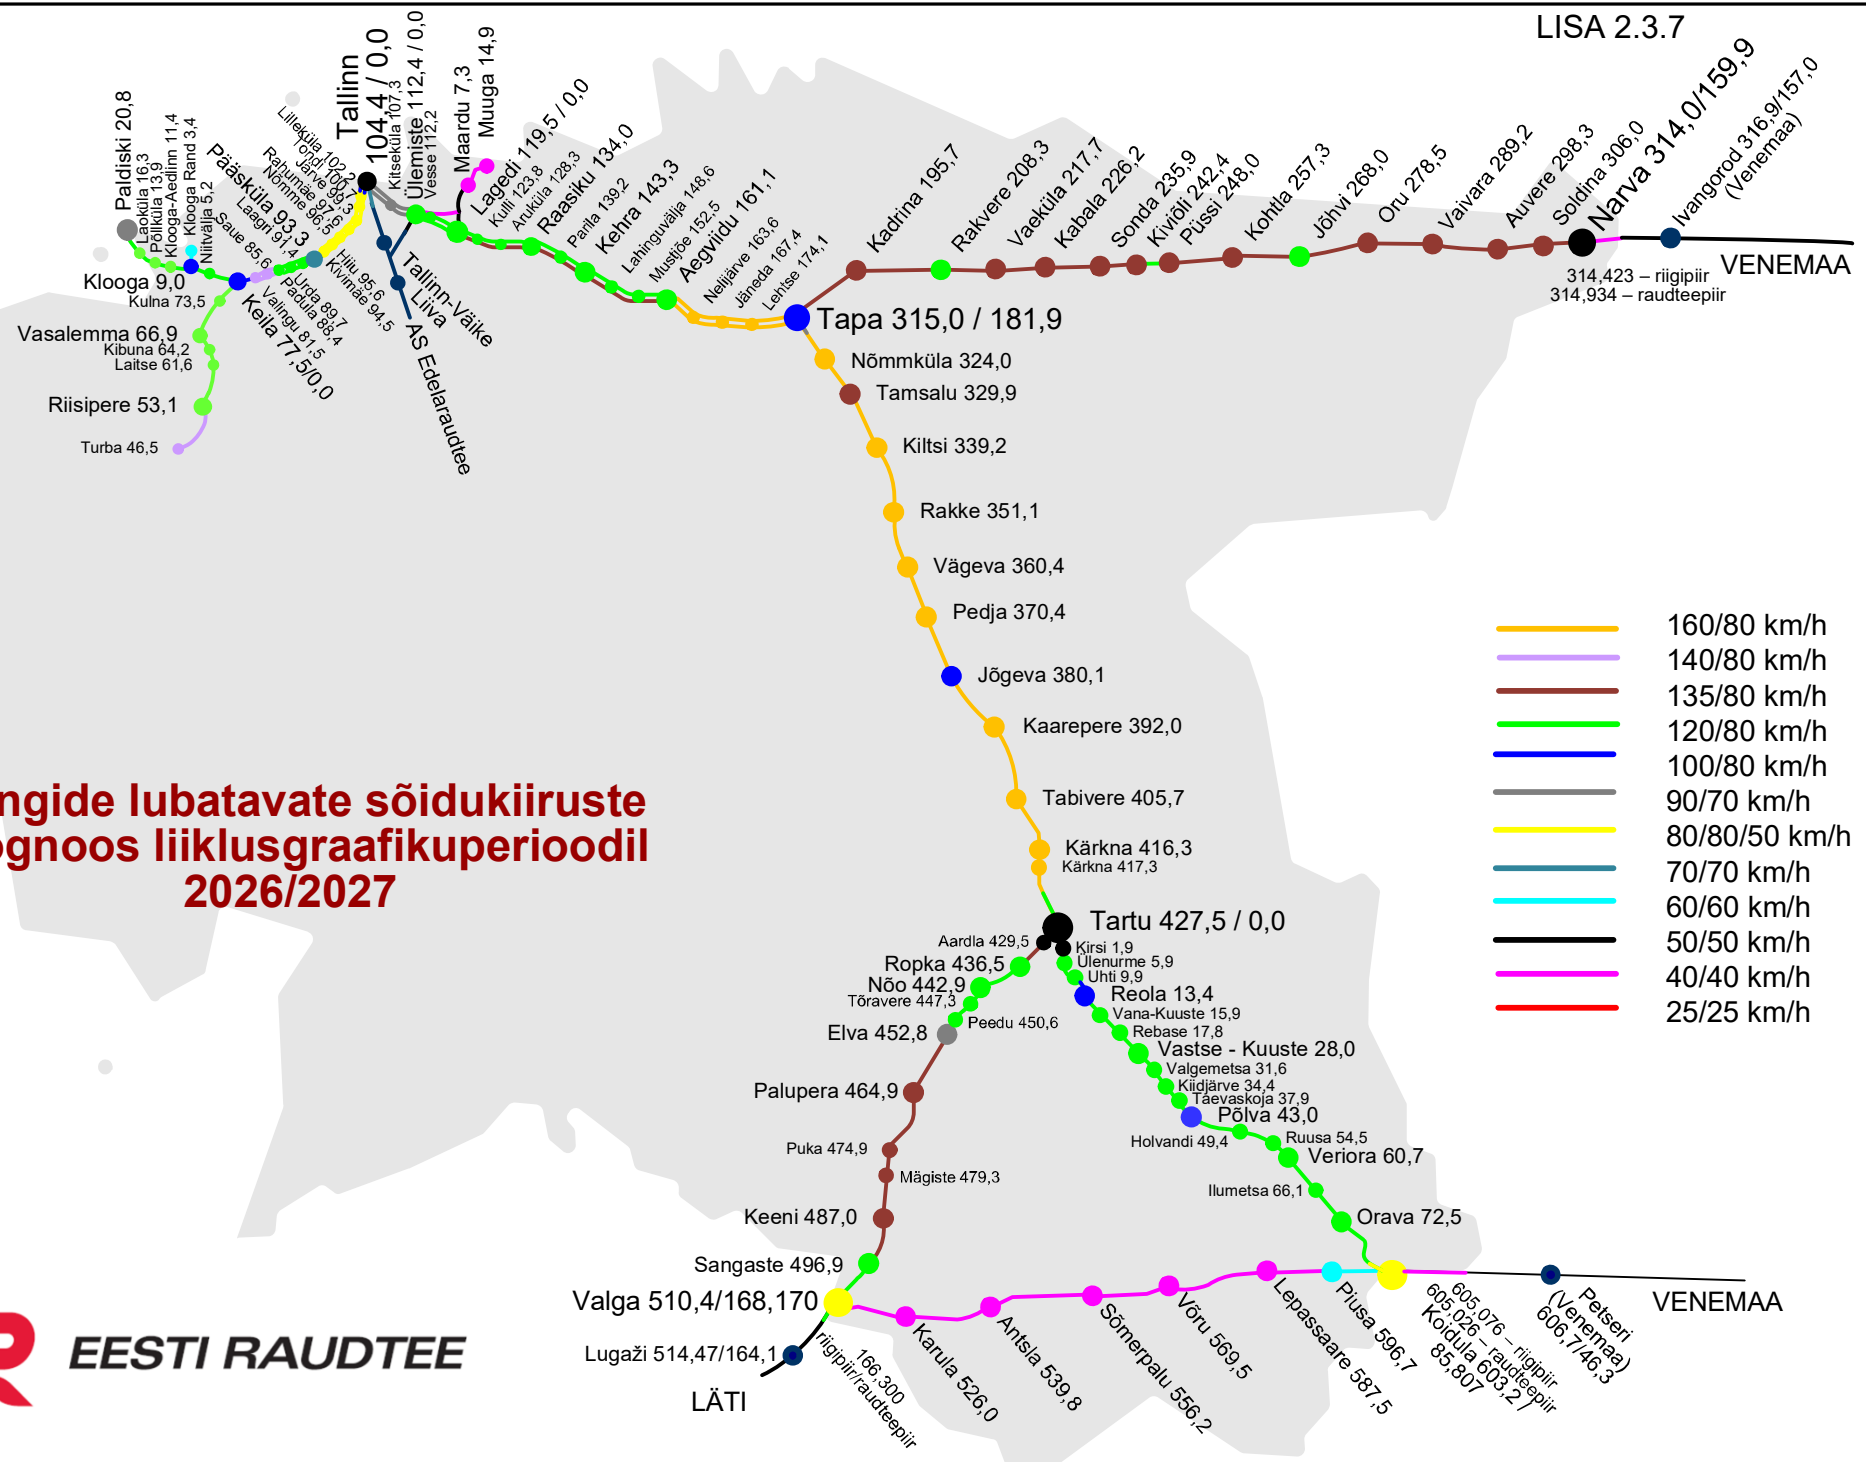 LISA 2.3.7
Paldiski 20,8
Laoküla 16,3
Põlküla 13,9
Klooga-Aedlinn 11,4
Klooga Rand 3,4
Niitvälja 5,2
Klooga 9,0
Kulna 73,5
Vasalemma 66,9
Kibuna 64,2
Laitse 61,6
Riisipere 53,1
Turba 46,5
Keila 77,5/0,0
Valingu 81,5
Saue 85,6
Padula 88,4
Urda 89,7
Laagri 91,4
Pääsküla 93,3
Kivimäe 94,5
Hiiu 95,6
Nõmme 96,5
Rahumäe 97,6
Järve 99,3
Tondi 100,7
Lilleküla 102,2
Tallinn
104,4 / 0,0
Kitseküla 107,3
Ülemiste 112,4 / 0,0
Vesse 112,2
Maardu 7,3
Muuga 14,9
Tallinn-Väike
Liiva
AS Edelaraudtee
Lagedi 119,5 / 0,0
Kulli 123,8
Aruküla 128,3
Raasiku 134,0
Parila 139,2
Kehra 143,3
Lahinguvälja 148,6
Mustjõe 152,5
Aegviidu 161,1
Nelijärve 163,6
Jäneda 167,4
Lehtse 174,1
Tapa 315,0 / 181,9
Kadrina 195,7
Rakvere 208,3
Vaeküla 217,7
Kabala 226,2
Sonda 235,9
Kiviõli 242,4
Püssi 248,0
Kohtla 257,3
Jõhvi 268,0
Oru 278,5
Vaivara 289,2
Auvere 298,3
Soldina 306,0
Narva 314,0/159,9
Ivangorod 316,9/157,0
(Venemaa)
VENEMAA
314,423 – riigipiir
314,934 – raudteepiir
Nõmmküla 324,0
Tamsalu 329,9
Kiltsi 339,2
Rakke 351,1
Vägeva 360,4
Pedja 370,4
Jõgeva 380,1
Kaarepere 392,0
Tabivere 405,7
Kärkna 416,3
Kärkna 417,3
Tartu 427,5 / 0,0
160/80 km/h
140/80 km/h
135/80 km/h
120/80 km/h
100/80 km/h
90/70 km/h
80/80/50 km/h
70/70 km/h
60/60 km/h
50/50 km/h
40/40 km/h
25/25 km/h
ngide lubatavate sõidukiiruste
ognoos liiklusgraafikuperioodil
2026/2027
Aardla 429,5
Ropka 436,5
Nõo 442,9
Tõravere 447,3
Peedu 450,6
Elva 452,8
Palupera 464,9
Puka 474,9
Mägiste 479,3
Keeni 487,0
Sangaste 496,9
Valga 510,4/168,170
Lugaži 514,47/164,1
LÄTI
166,300
riigipiir/raudteepiir
Kirsi 1,9
Ülenurme 5,9
Uhti 9,9
Reola 13,4
Vana-Kuuste 15,9
Rebase 17,8
Vastse - Kuuste 28,0
Valgemetsa 31,6
Kiidjärve 34,4
Taevaskoja 37,9
Põlva 43,0
Holvandi 49,4
Ruusa 54,5
Veriora 60,7
Ilumetsa 66,1
Orava 72,5
Karula 526,0
Antsla 539,8
Sõmerpalu 556,2
Võru 569,5
Lepassaare 587,5
Piusa 596,7
605,076 – riigipiir
605,026 – raudteepiir
Koidula 603,2 /
85,807
Petseri
(Venemaa)
606,7/46,3
VENEMAA
EESTI RAUDTEE